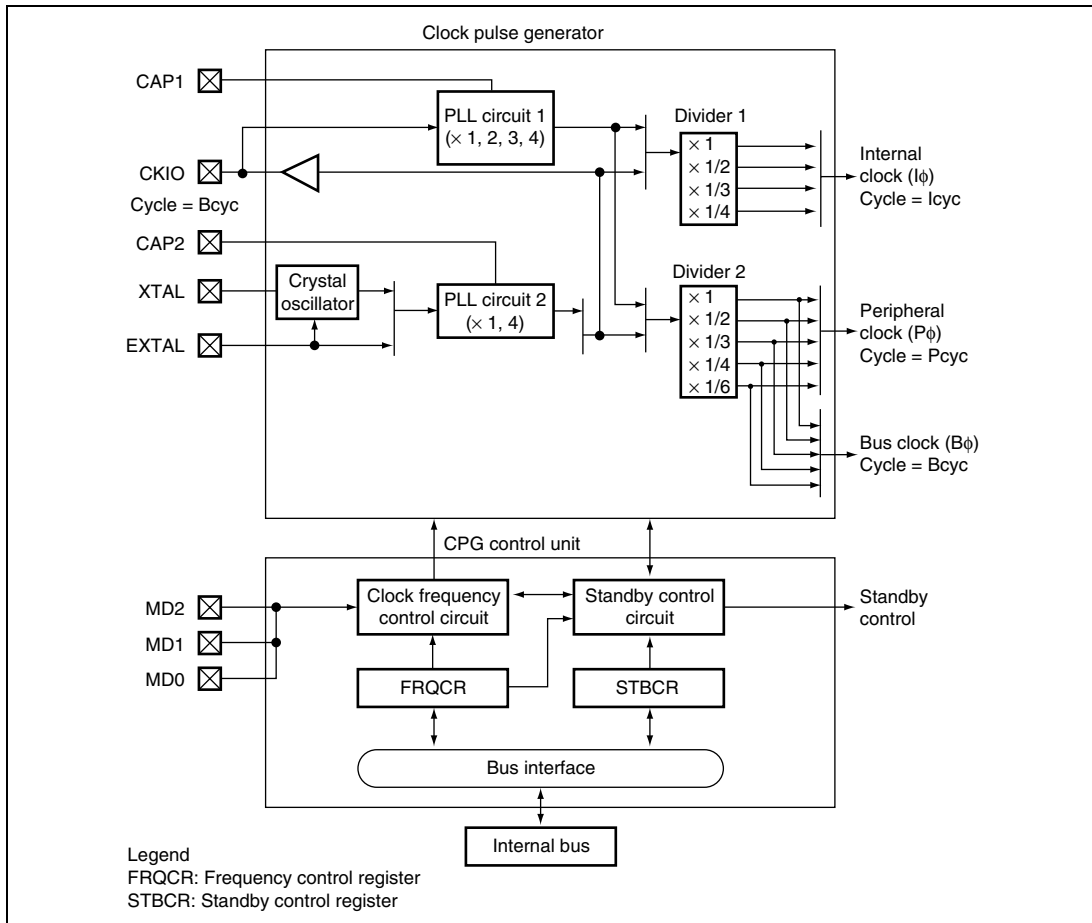 Clock pulse generator
CAP1
PLL circuit 1
(× 1, 2, 3, 4)
CKIO
Cycle = Bcyc
Divider 1
× 1
× 1/2
× 1/3
× 1/4
Internal
clock (Iϕ)
Cycle = Icyc
CAP2
XTAL
Crystal
oscillator
EXTAL
PLL circuit 2
(× 1, 4)
Divider 2
× 1
× 1/2
× 1/3
× 1/4
× 1/6
Peripheral
clock (Pϕ)
Cycle = Pcyc
Bus clock (Bϕ)
Cycle = Bcyc
CPG control unit
MD2
MD1
MD0
Clock frequency
control circuit
Standby control
circuit
Standby
control
FRQCR
STBCR
Bus interface
Internal bus
Legend
FRQCR: Frequency control register
STBCR: Standby control register